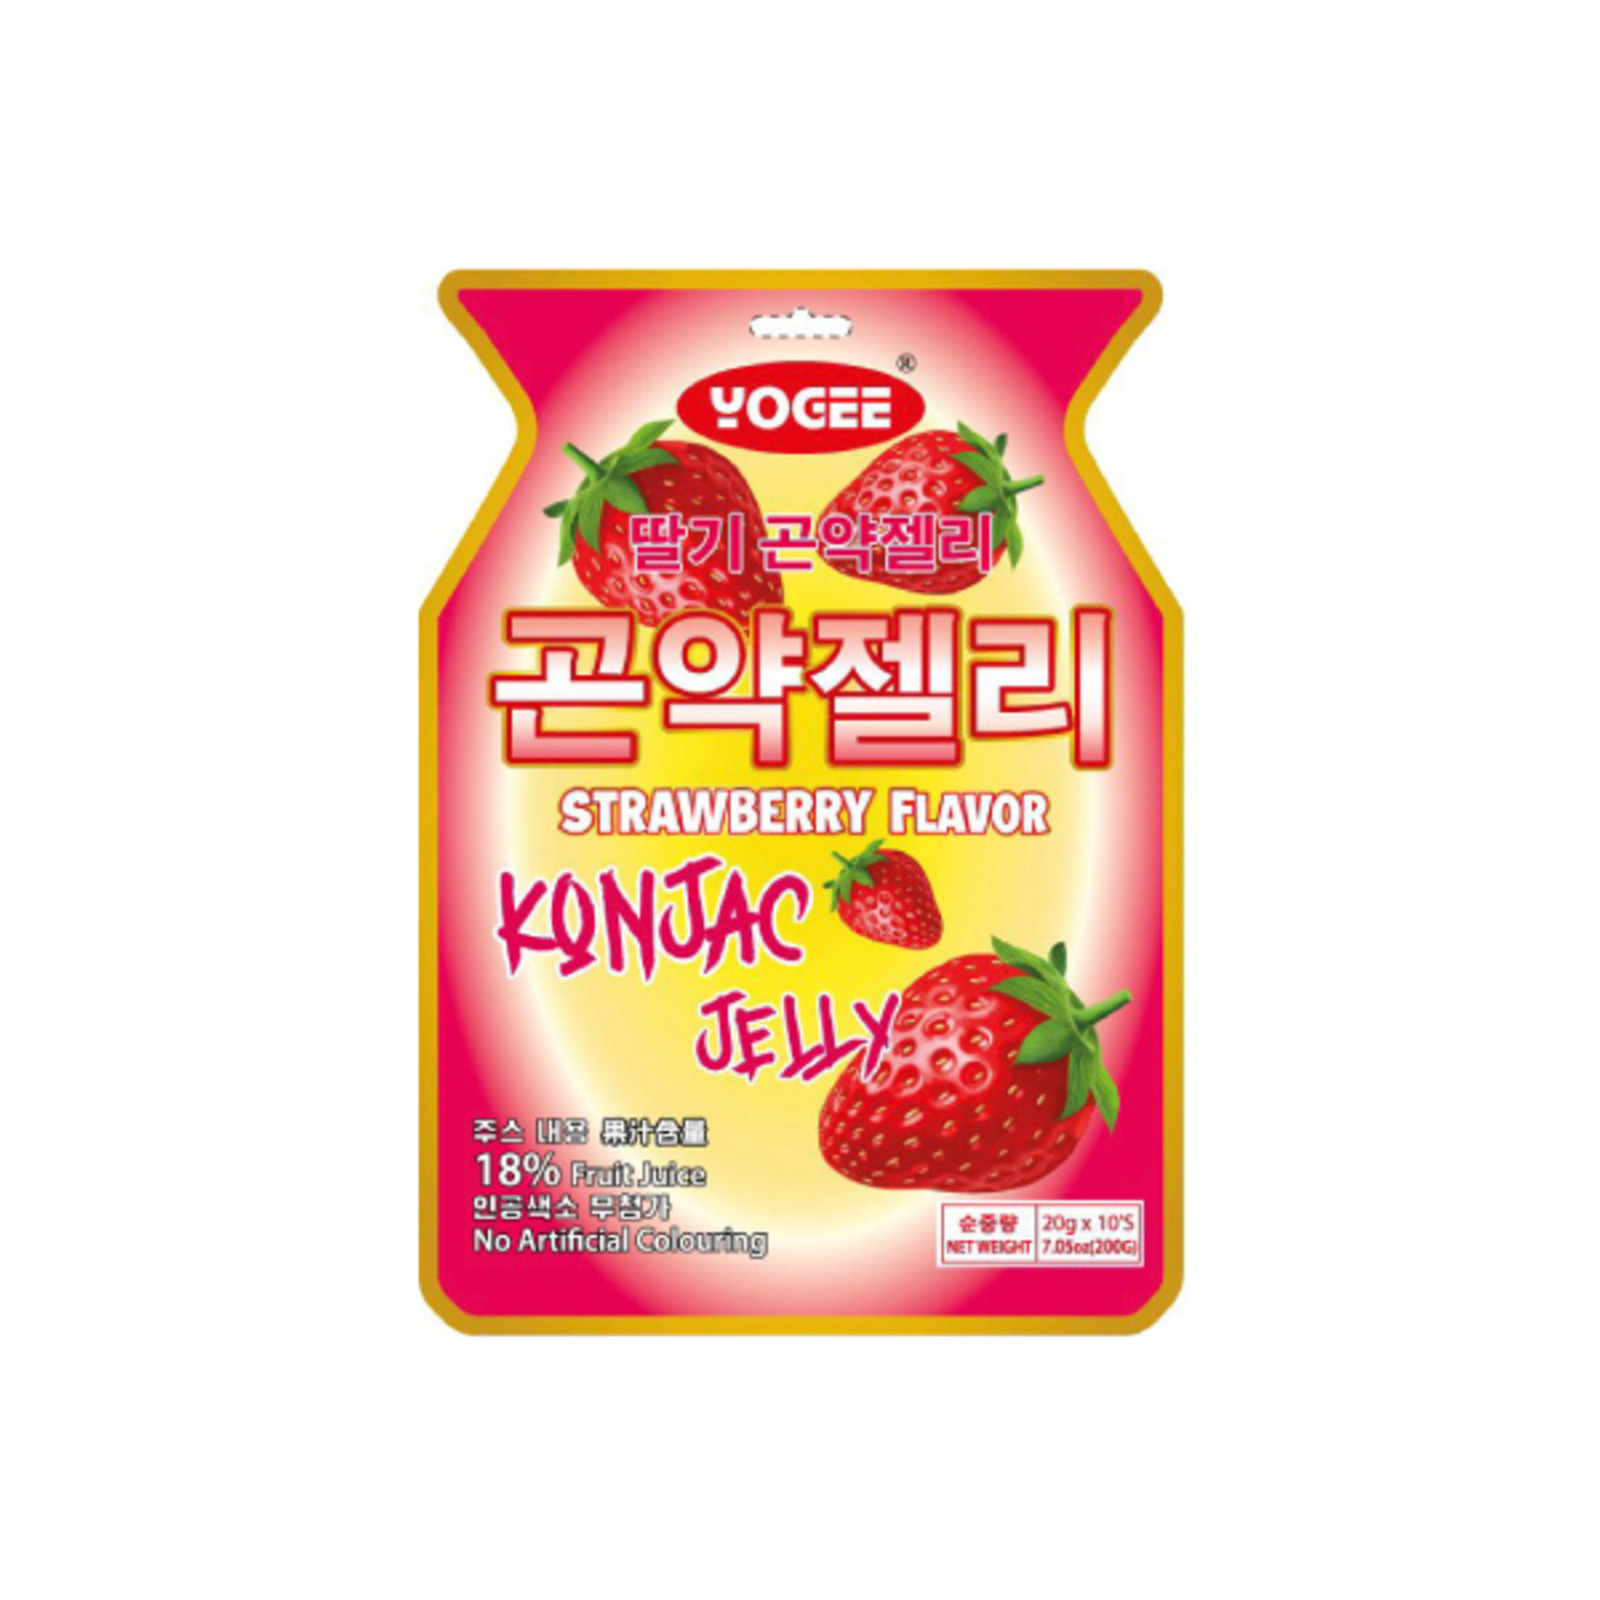 YOGEE®
딸기 곤약젤리
곤약젤리
STRAWBERRY FLAVOR
KONJAC
JELLY
주스 내용 果汁含量
18% Fruit Juice
인공색소 무첨가
No Artificial Colouring
순중량 20g x 10'S
NET WEIGHT 7.05oz(200G)